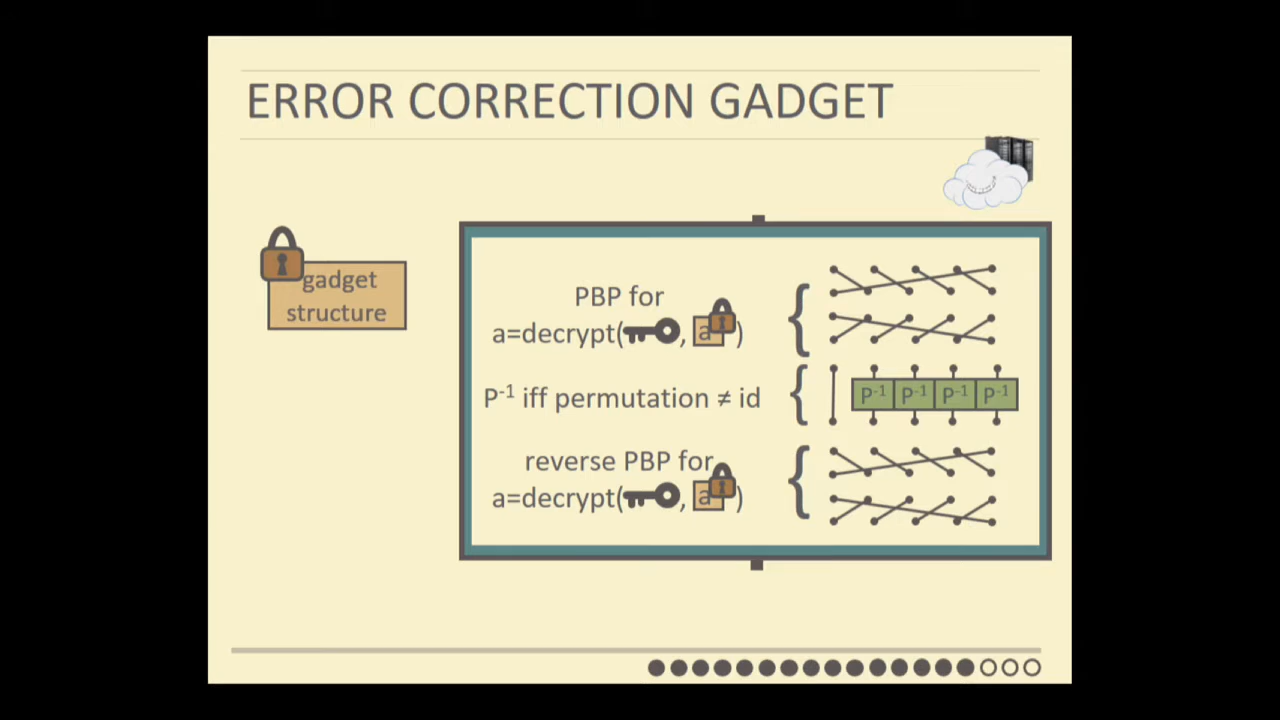 ERROR CORRECTION GADGET
gadget
structure
PBP for
a=decrypt( , a )
P⁻¹ iff permutation ≠ id
P⁻¹ P⁻¹ P⁻¹ P⁻¹
reverse PBP for
a=decrypt( , a )